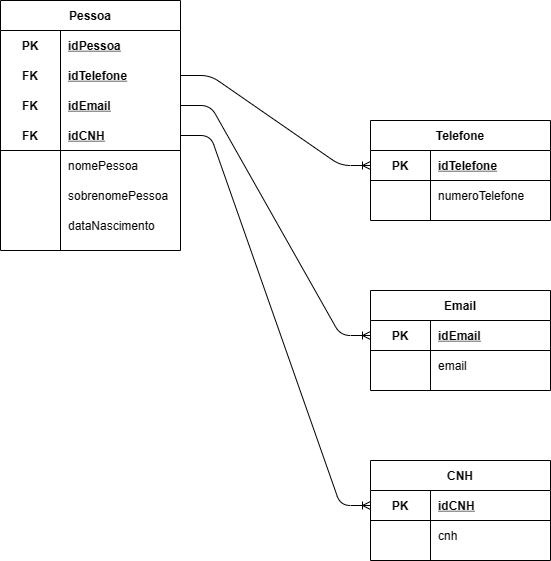 Pessoa
PK idPessoa
FK idTelefone
FK idEmail
FK idCNH
nomePessoa
sobrenomePessoa
dataNascimento
Telefone
PK idTelefone
numeroTelefone
Email
PK idEmail
email
CNH
PK idCNH
cnh